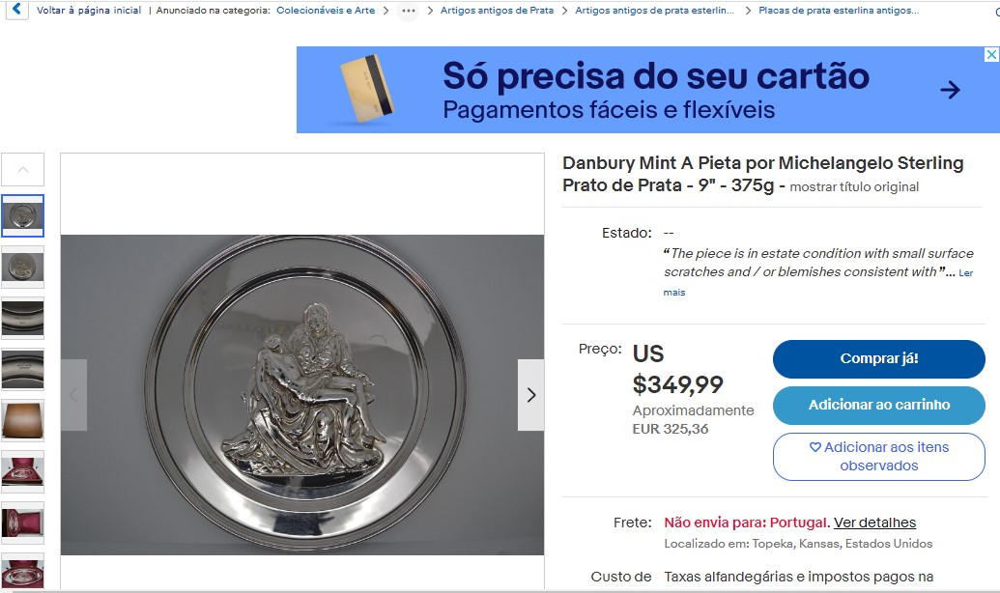 Voltar à página inicial | Anunciado na categoria: Colecionáveis e Arte > ••• > Artigos antigos de Prata > Artigos antigos de prata esterlin... > Placas de prata esterlina antigos...
Só precisa do seu cartão
Pagamentos fáceis e flexíveis
Danbury Mint A Pieta por Michelangelo Sterling
Prato de Prata - 9" - 375g - mostrar título original
Estado: --
“The piece is in estate condition with small surface
scratches and / or blemishes consistent with”... Ler
mais
Preço: US
$349,99
Aproximadamente
EUR 325,36
Comprar já!
Adicionar ao carrinho
Adicionar aos itens
observados
Frete: Não envia para: Portugal. Ver detalhes
Localizado em: Topeka, Kansas, Estados Unidos
Custo de Taxas alfandegárias e impostos pagos na